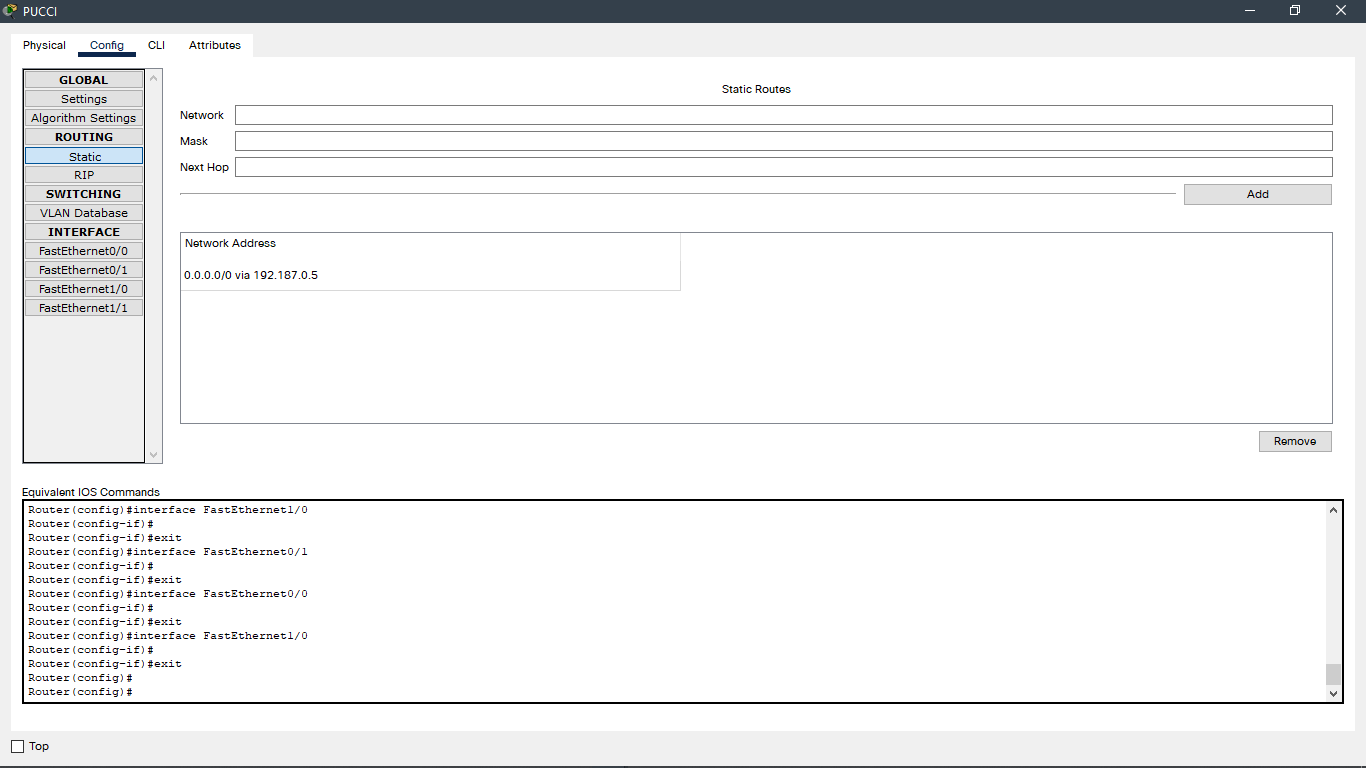 PUCCI
Physical Config CLI Attributes
GLOBAL
Settings
Algorithm Settings
ROUTING
Static
RIP
SWITCHING
VLAN Database
INTERFACE
FastEthernet0/0
FastEthernet0/1
FastEthernet1/0
FastEthernet1/1
Static Routes
Network
Mask
Next Hop
Add
Network Address
0.0.0.0/0 via 192.187.0.5
Remove
Equivalent IOS Commands
Router(config)#interface FastEthernet1/0
Router(config-if)#
Router(config-if)#exit
Router(config)#interface FastEthernet0/1
Router(config-if)#
Router(config-if)#exit
Router(config)#interface FastEthernet0/0
Router(config-if)#
Router(config-if)#exit
Router(config)#interface FastEthernet1/0
Router(config-if)#
Router(config-if)#exit
Router(config)#
Router(config)#
Top